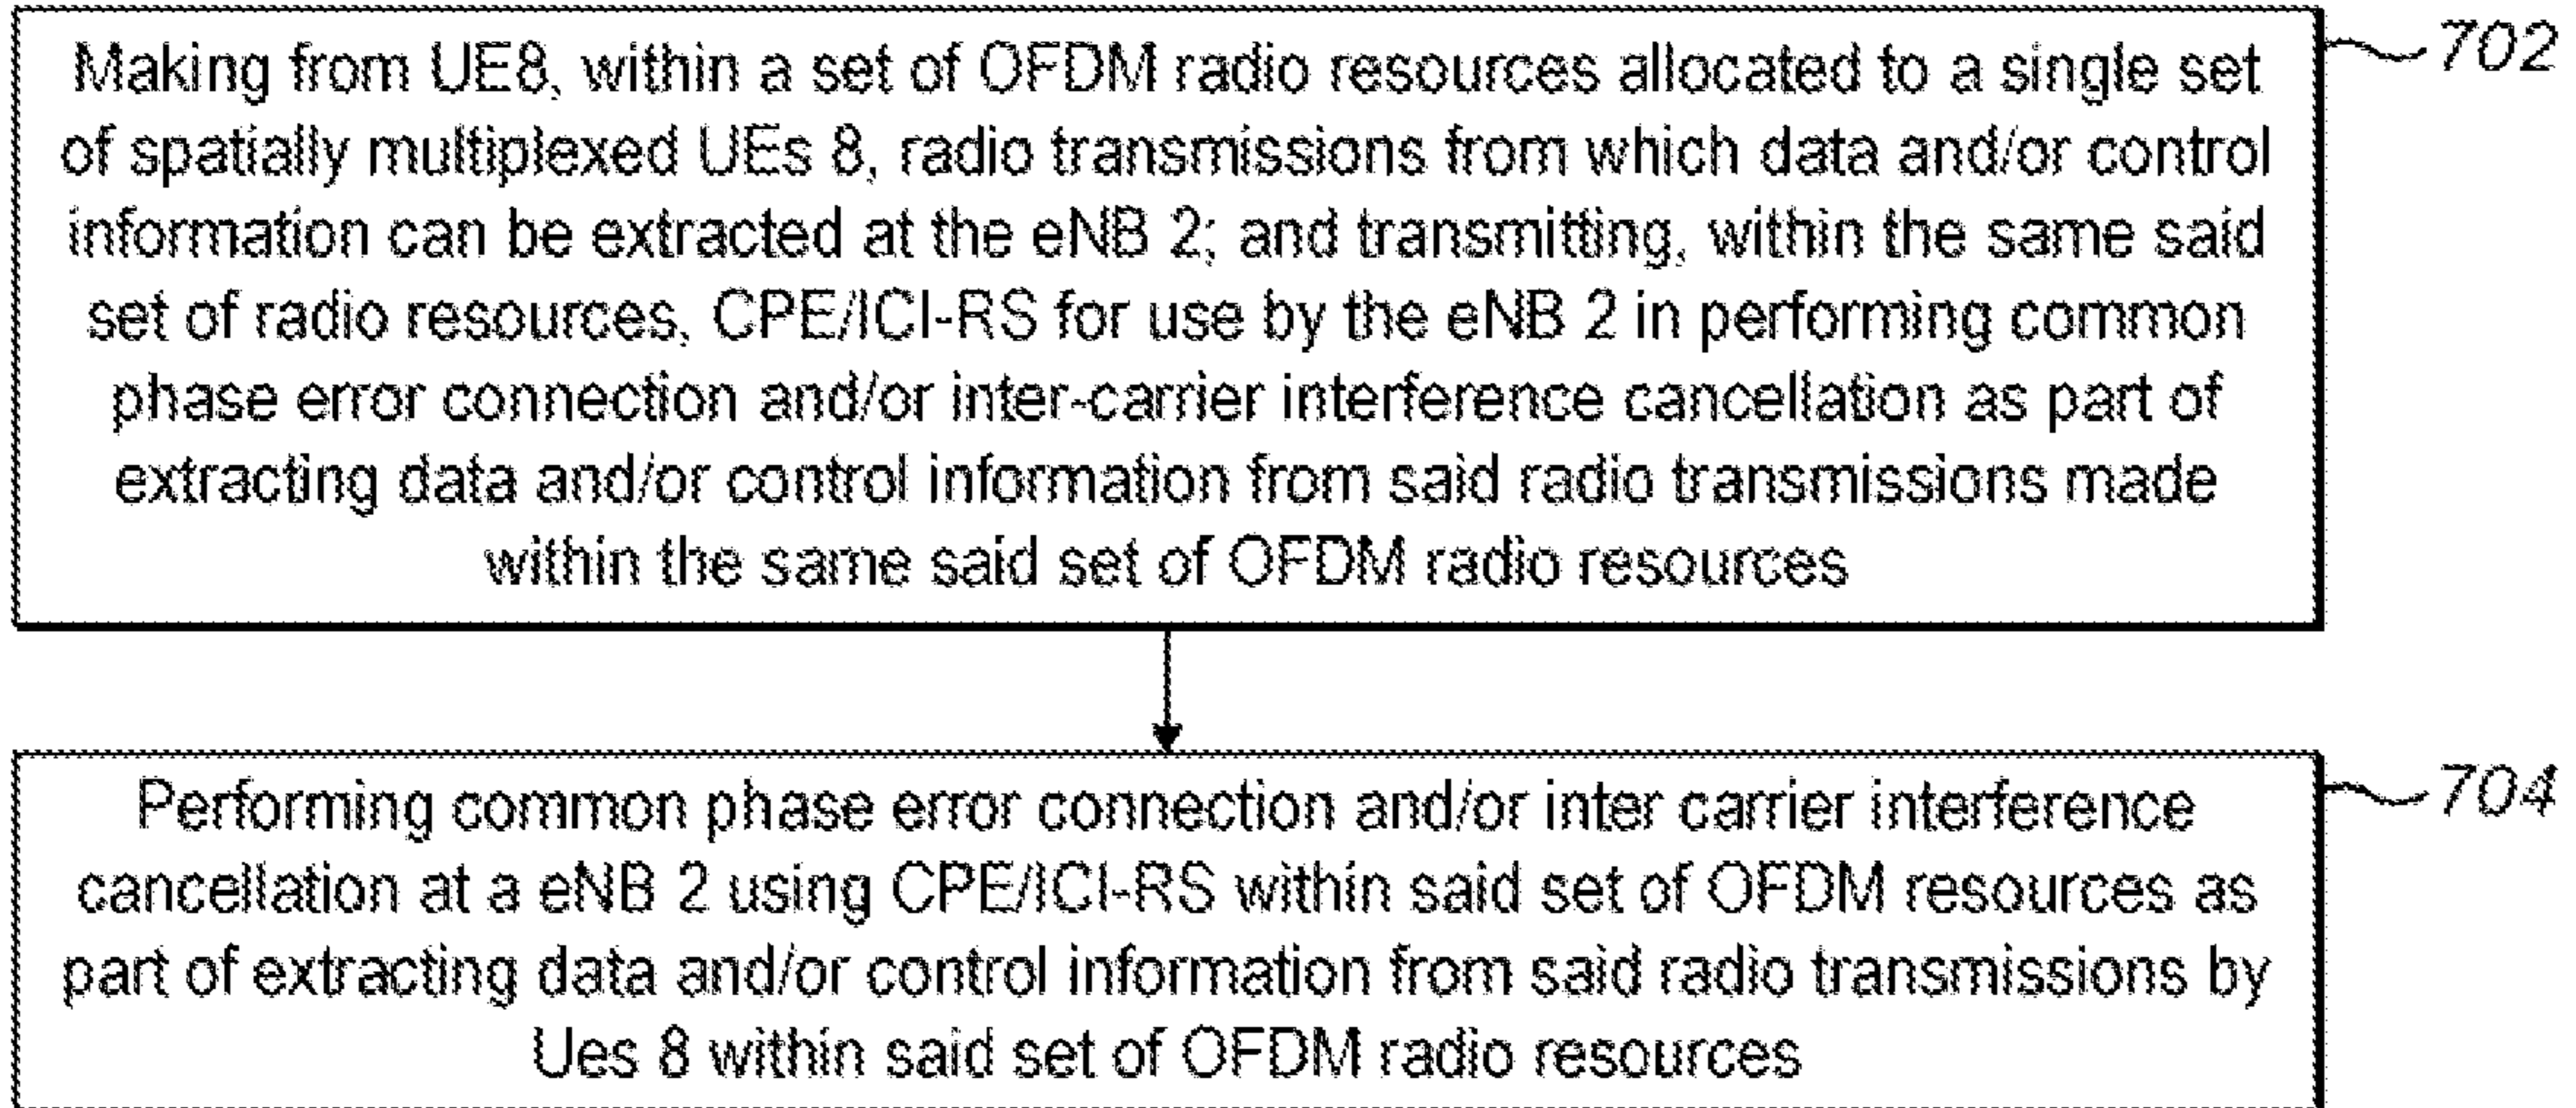 Making from UE8, within a set of OFDM radio resources allocated to a single set
of spatially multiplexed UEs 8, radio transmissions from which data and/or control
information can be extracted at the eNB 2; and transmitting, within the same said
set of radio resources, CPE/ICI-RS for use by the eNB 2 in performing common
phase error connection and/or inter-carrier interference cancellation as part of
extracting data and/or control information from said radio transmissions made
within the same said set of OFDM radio resources
702
Performing common phase error connection and/or inter carrier interference
cancellation at a eNB 2 using CPE/ICI-RS within said set of OFDM resources as
part of extracting data and/or control information from said radio transmissions by
Ues 8 within said set of OFDM radio resources
704